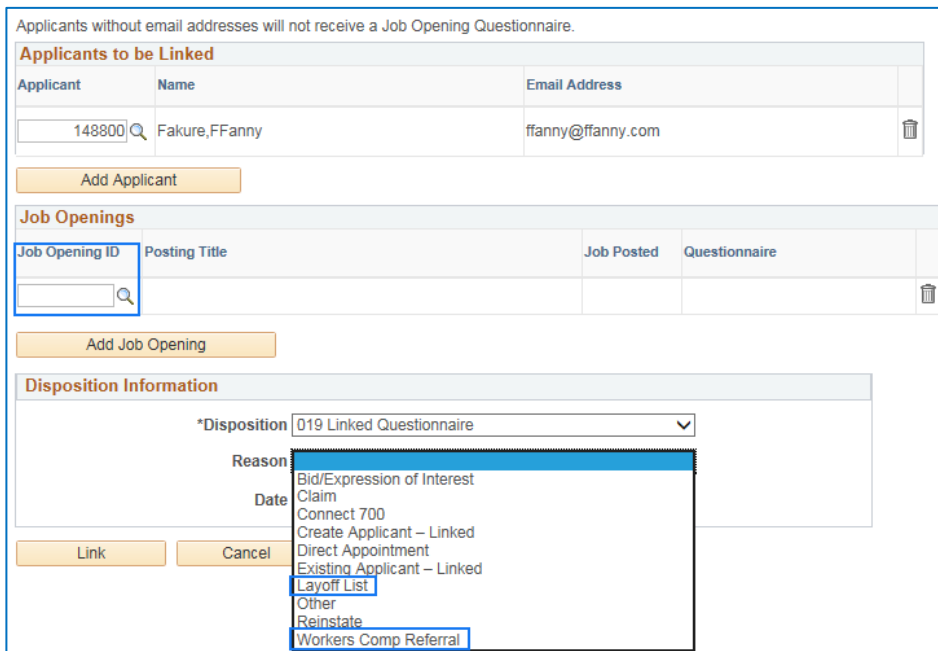 Applicants without email addresses will not receive a Job Opening Questionnaire.
Applicants to be Linked
Applicant Name Email Address
148800 Fakure,FFanny ffanny@ffanny.com
Add Applicant
Job Openings
Job Opening ID Posting Title Job Posted Questionnaire
Add Job Opening
Disposition Information
*Disposition 019 Linked Questionnaire
Reason
Bid/Expression of Interest
Date Claim
Connect 700
Create Applicant – Linked
Link Cancel Direct Appointment
Existing Applicant – Linked
Layoff List
Other
Reinstate
Workers Comp Referral